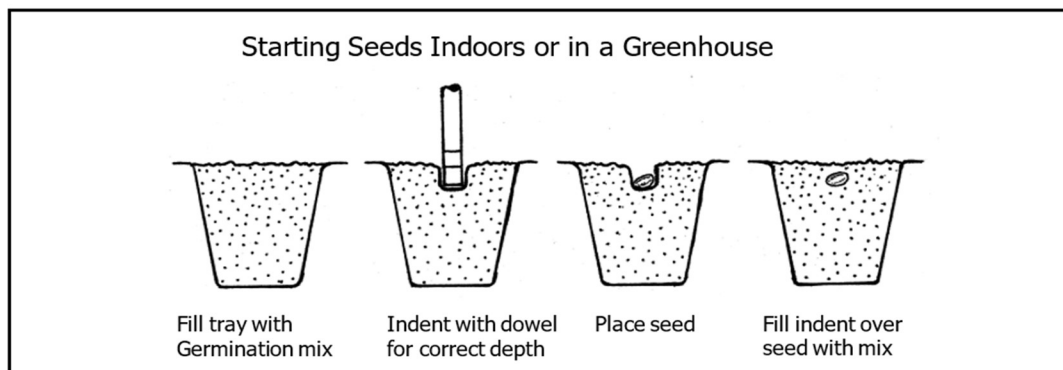 Starting Seeds Indoors or in a Greenhouse
Fill tray with
Germination mix
Indent with dowel
for correct depth
Place seed
Fill indent over
seed with mix